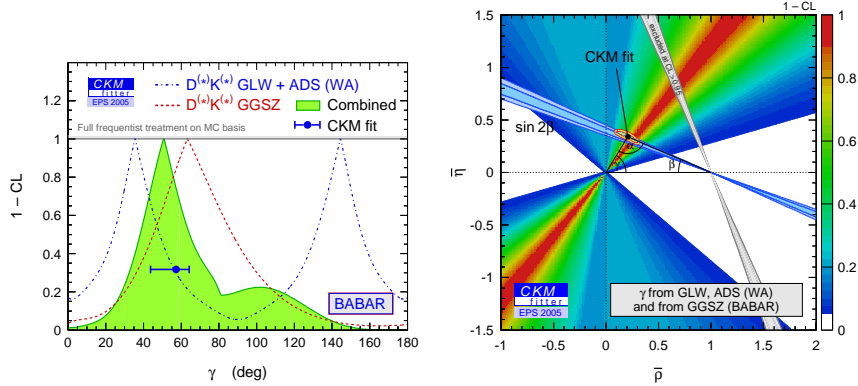 CKM
fitter
EPS 2005
D(*)K(*) GLW + ADS (WA)
D(*)K(*) GGSZ
Combined
CKM fit
Full frequentist treatment on MC basis
BABAR
1 – CL
0
0.2
0.4
0.6
0.8
1
1.2
0 20 40 60 80 100 120 140 160 180
γ (deg)
1 – CL
CKM fit
excluded at CL > 0.95
sin 2β
α
γ
β
η̄
1.5
1
0.5
0
-0.5
-1
-1.5
CKM
fitter
EPS 2005
γ from GLW, ADS (WA)
and from GGSZ (BABAR)
-1 -0.5 0 0.5 1 1.5 2
ρ̄
1
0.8
0.6
0.4
0.2
0